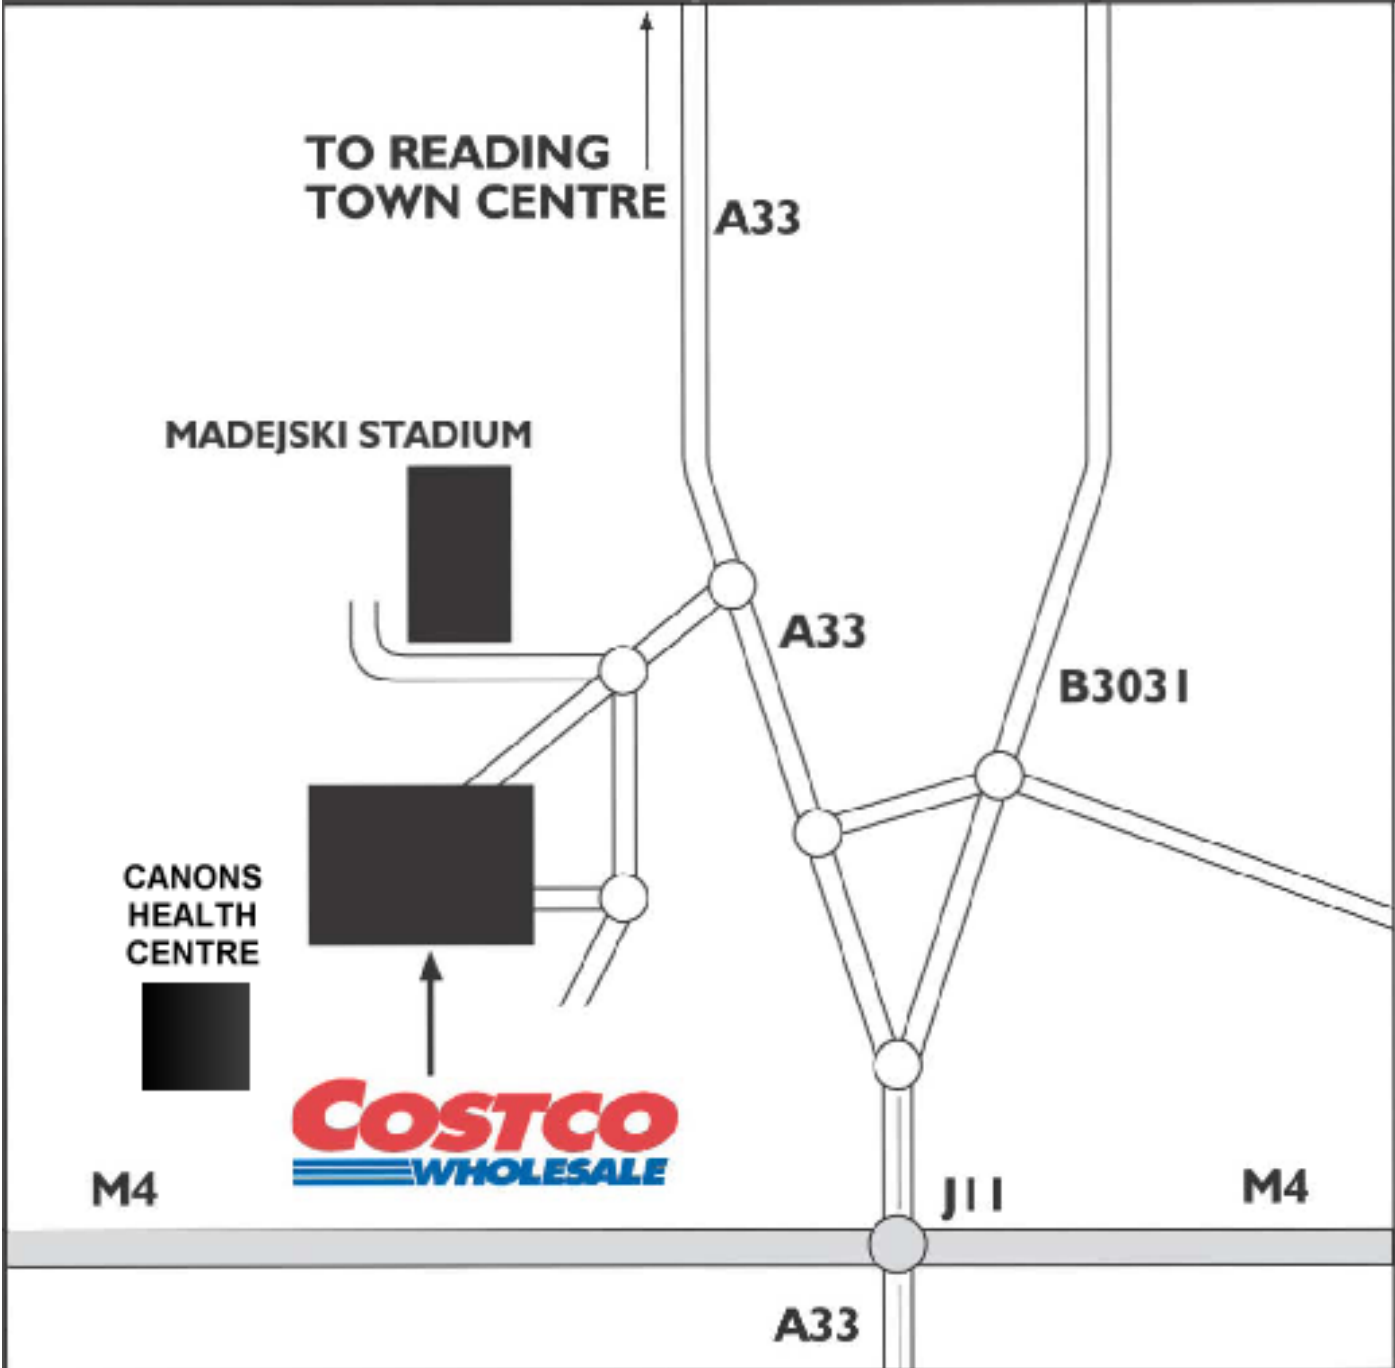 TO READING
TOWN CENTRE
A33
MADEJSKI STADIUM
A33
B3031
CANONS
HEALTH
CENTRE
COSTCO
WHOLESALE
M4
J11
M4
A33